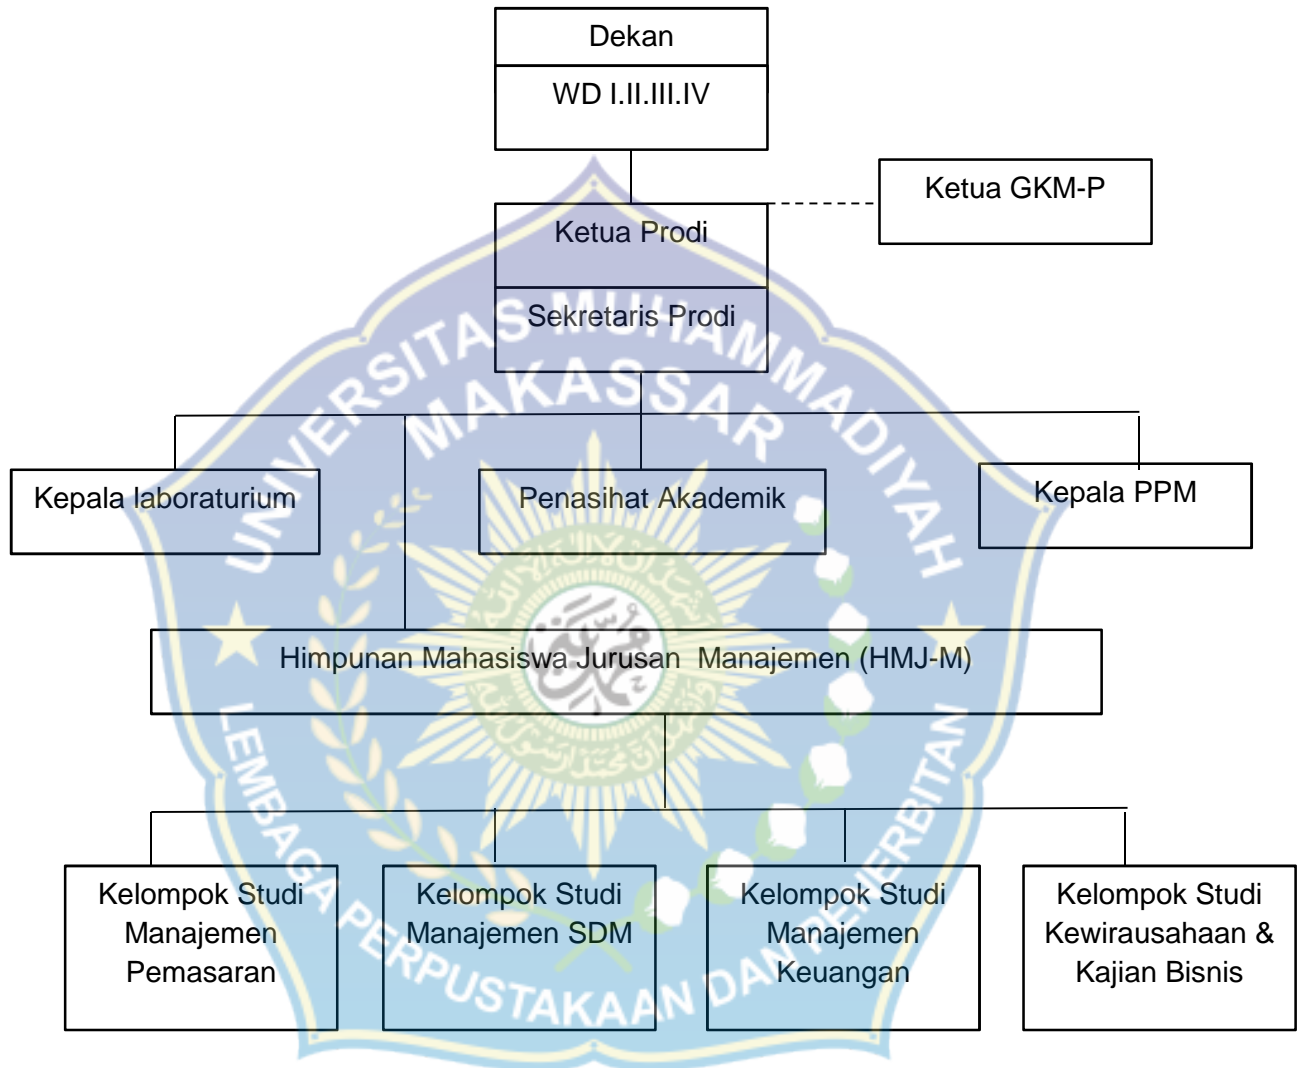 Dekan
WD I.II.III.IV
Ketua GKM-P
Ketua Prodi
Sekretaris Prodi
UNIVERSITAS MUHAMMADIYAH
MAKASSAR
Kepala laboraturium
Penasihat Akademik
Kepala PPM
Himpunan Mahasiswa Jurusan Manajemen (HMJ-M)
LEMBAGA PERPUSTAKAAN DAN PENERBITAN
Kelompok Studi
Manajemen
Pemasaran
Kelompok Studi
Manajemen SDM
Kelompok Studi
Manajemen
Keuangan
Kelompok Studi
Kewirausahaan &
Kajian Bisnis